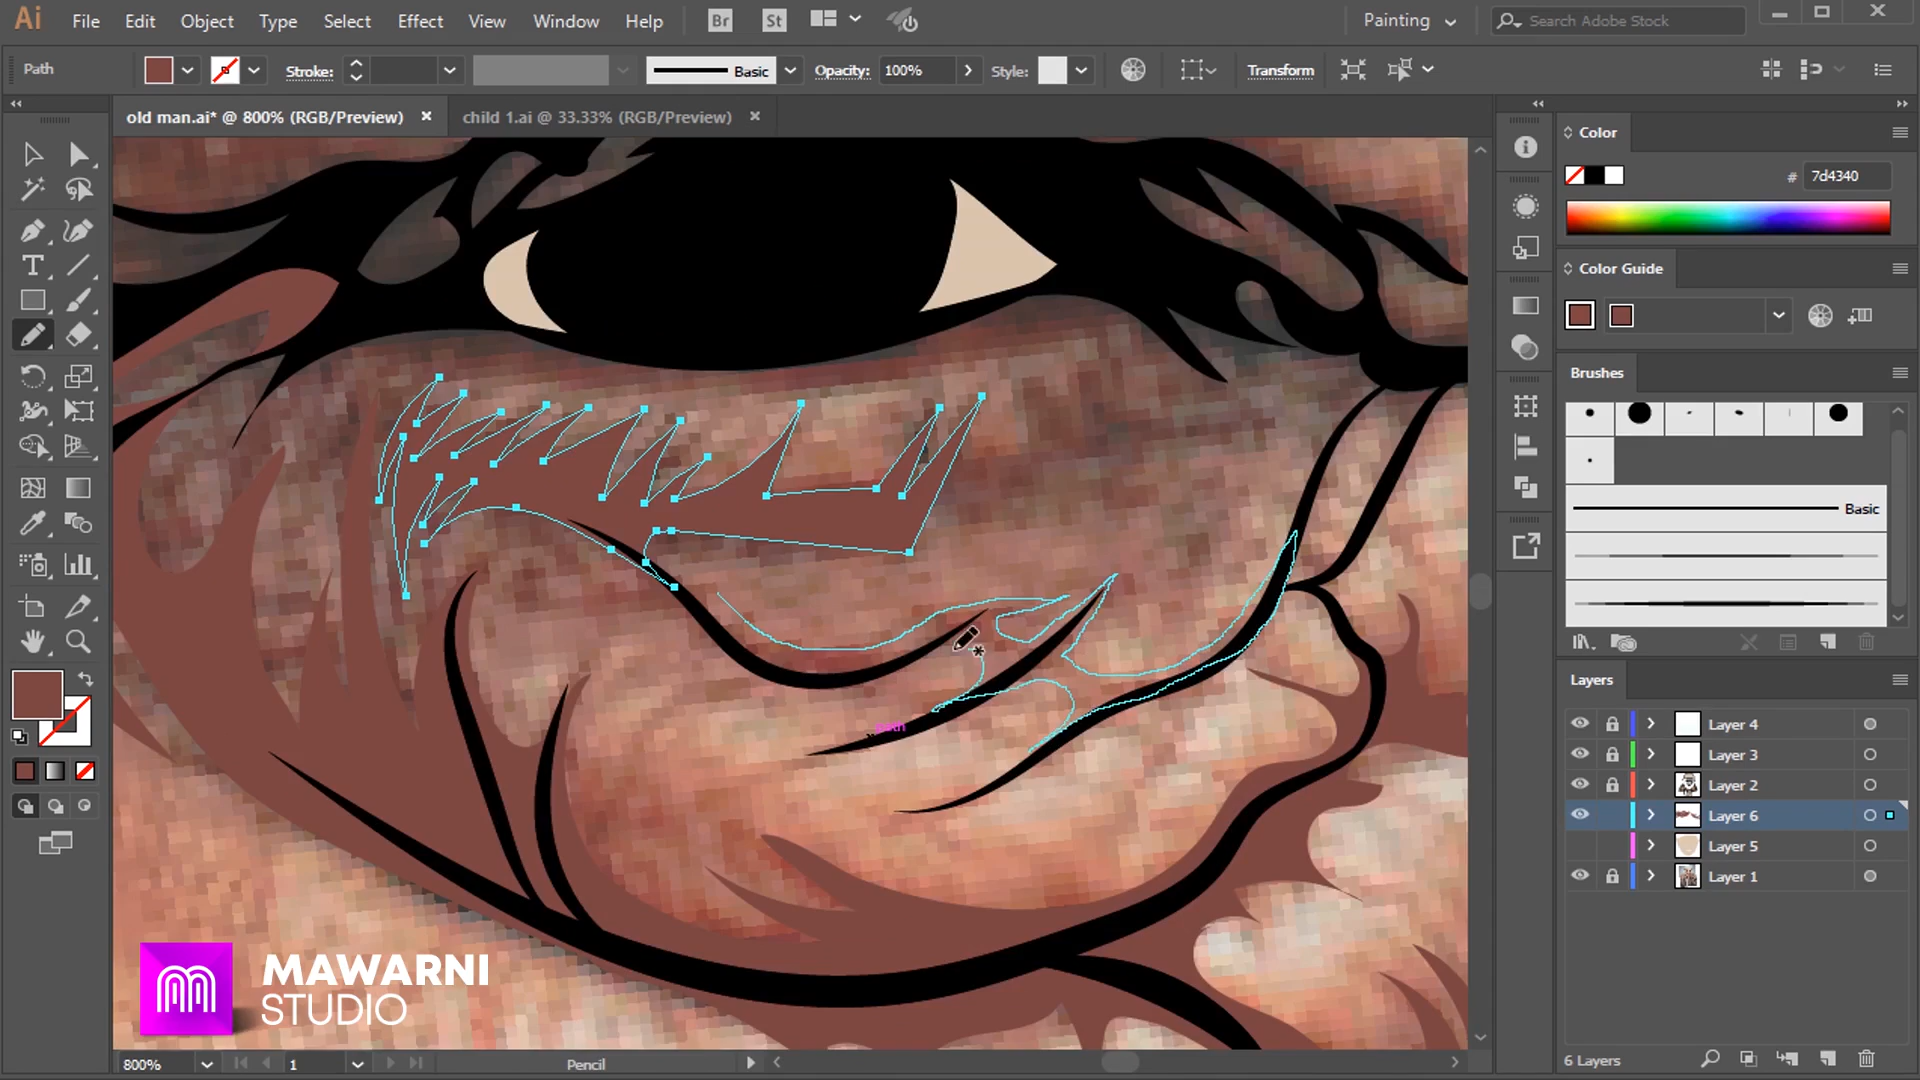 Ai File Edit Object Type Select Effect View Window Help Br St Painting Search Adobe Stock
Path Stroke: Basic Opacity: 100% Style: Transform
old man.ai* @ 800% (RGB/Preview) × child 1.ai @ 33.33% (RGB/Preview) ×
Color
# 7d4340
Color Guide
Brushes
Basic
Layers
Layer 4
Layer 3
Layer 2
Layer 6
Layer 5
Layer 1
path
MAWARNI
STUDIO
800% 1 Pencil 6 Layers